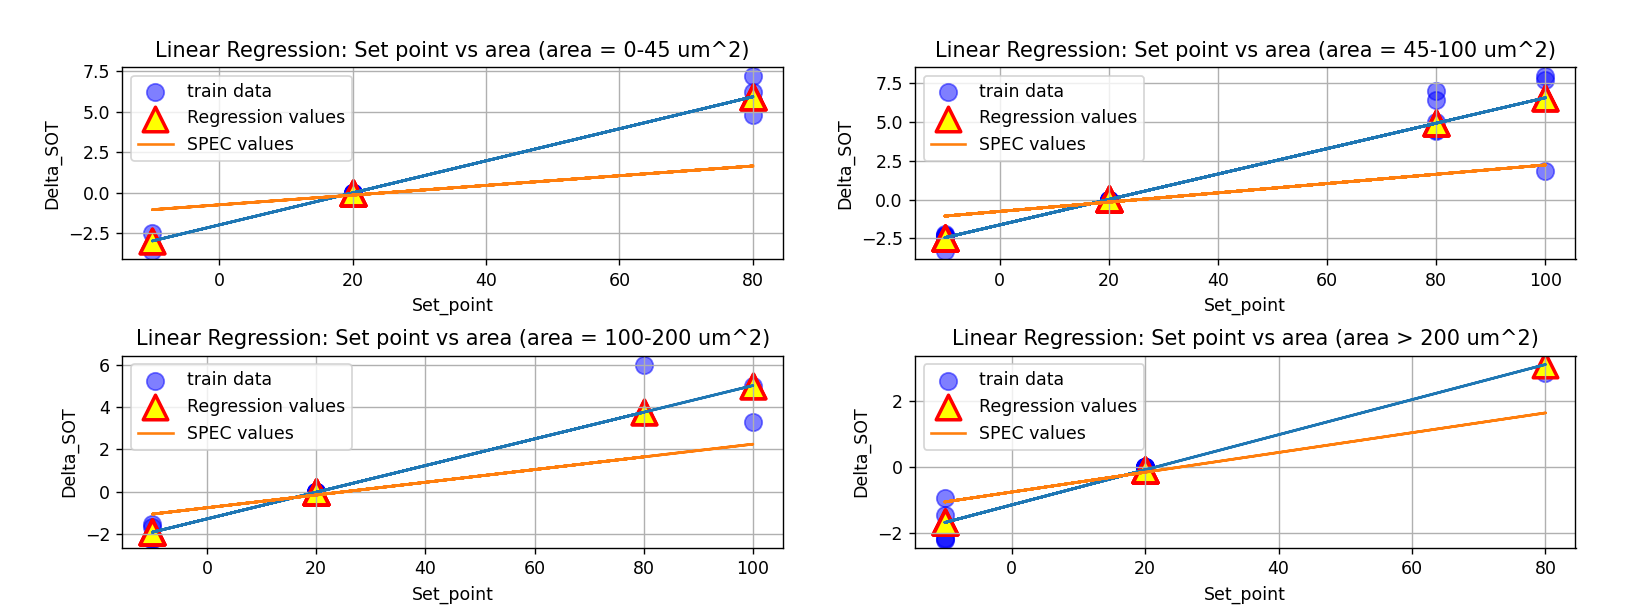 Linear Regression: Set point vs area (area = 0-45 um^2)
7.5
5.0
2.5
0.0
−2.5
Delta_SOT
train data
Regression values
SPEC values
0 20 40 60 80
Set_point
Linear Regression: Set point vs area (area = 45-100 um^2)
7.5
5.0
2.5
0.0
−2.5
Delta_SOT
train data
Regression values
SPEC values
0 20 40 60 80 100
Set_point
Linear Regression: Set point vs area (area = 100-200 um^2)
6
4
2
0
−2
Delta_SOT
train data
Regression values
SPEC values
0 20 40 60 80 100
Set_point
Linear Regression: Set point vs area (area > 200 um^2)
2
0
−2
Delta_SOT
train data
Regression values
SPEC values
0 20 40 60 80
Set_point